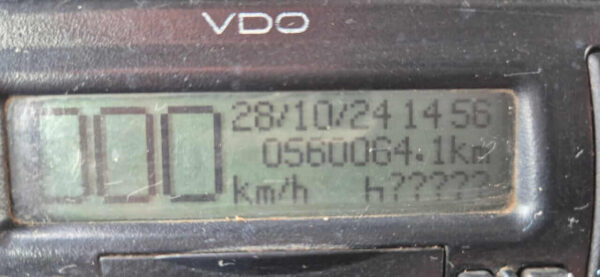 VDO
000 28/10/24 14 56
0560064.1km
km/h h?????